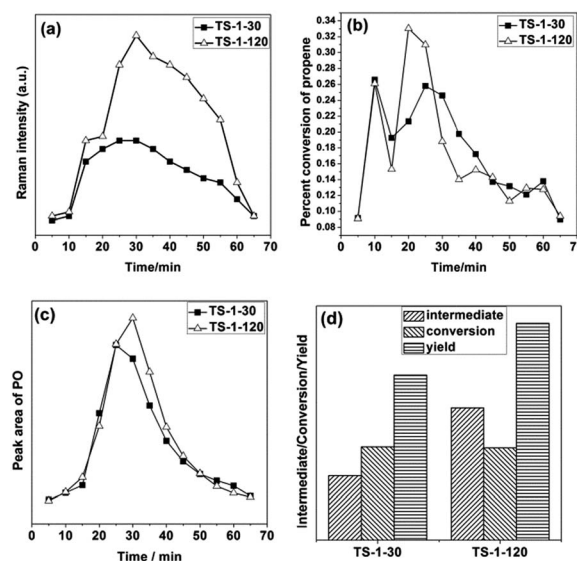 (a)
TS-1-30
TS-1-120
Raman intensity (a.u.)
0 10 20 30 40 50 60 70
Time/min
(b)
TS-1-30
TS-1-120
Percent conversion of propene
0.34
0.32
0.30
0.28
0.26
0.24
0.22
0.20
0.18
0.16
0.14
0.12
0.10
0.08
0 10 20 30 40 50 60 70
Time/min
(c)
TS-1-30
TS-1-120
Peak area of PO
0 10 20 30 40 50 60 70
Time / min
(d)
intermediate
conversion
yield
Intermediate/Conversion/Yield
TS-1-30 TS-1-120